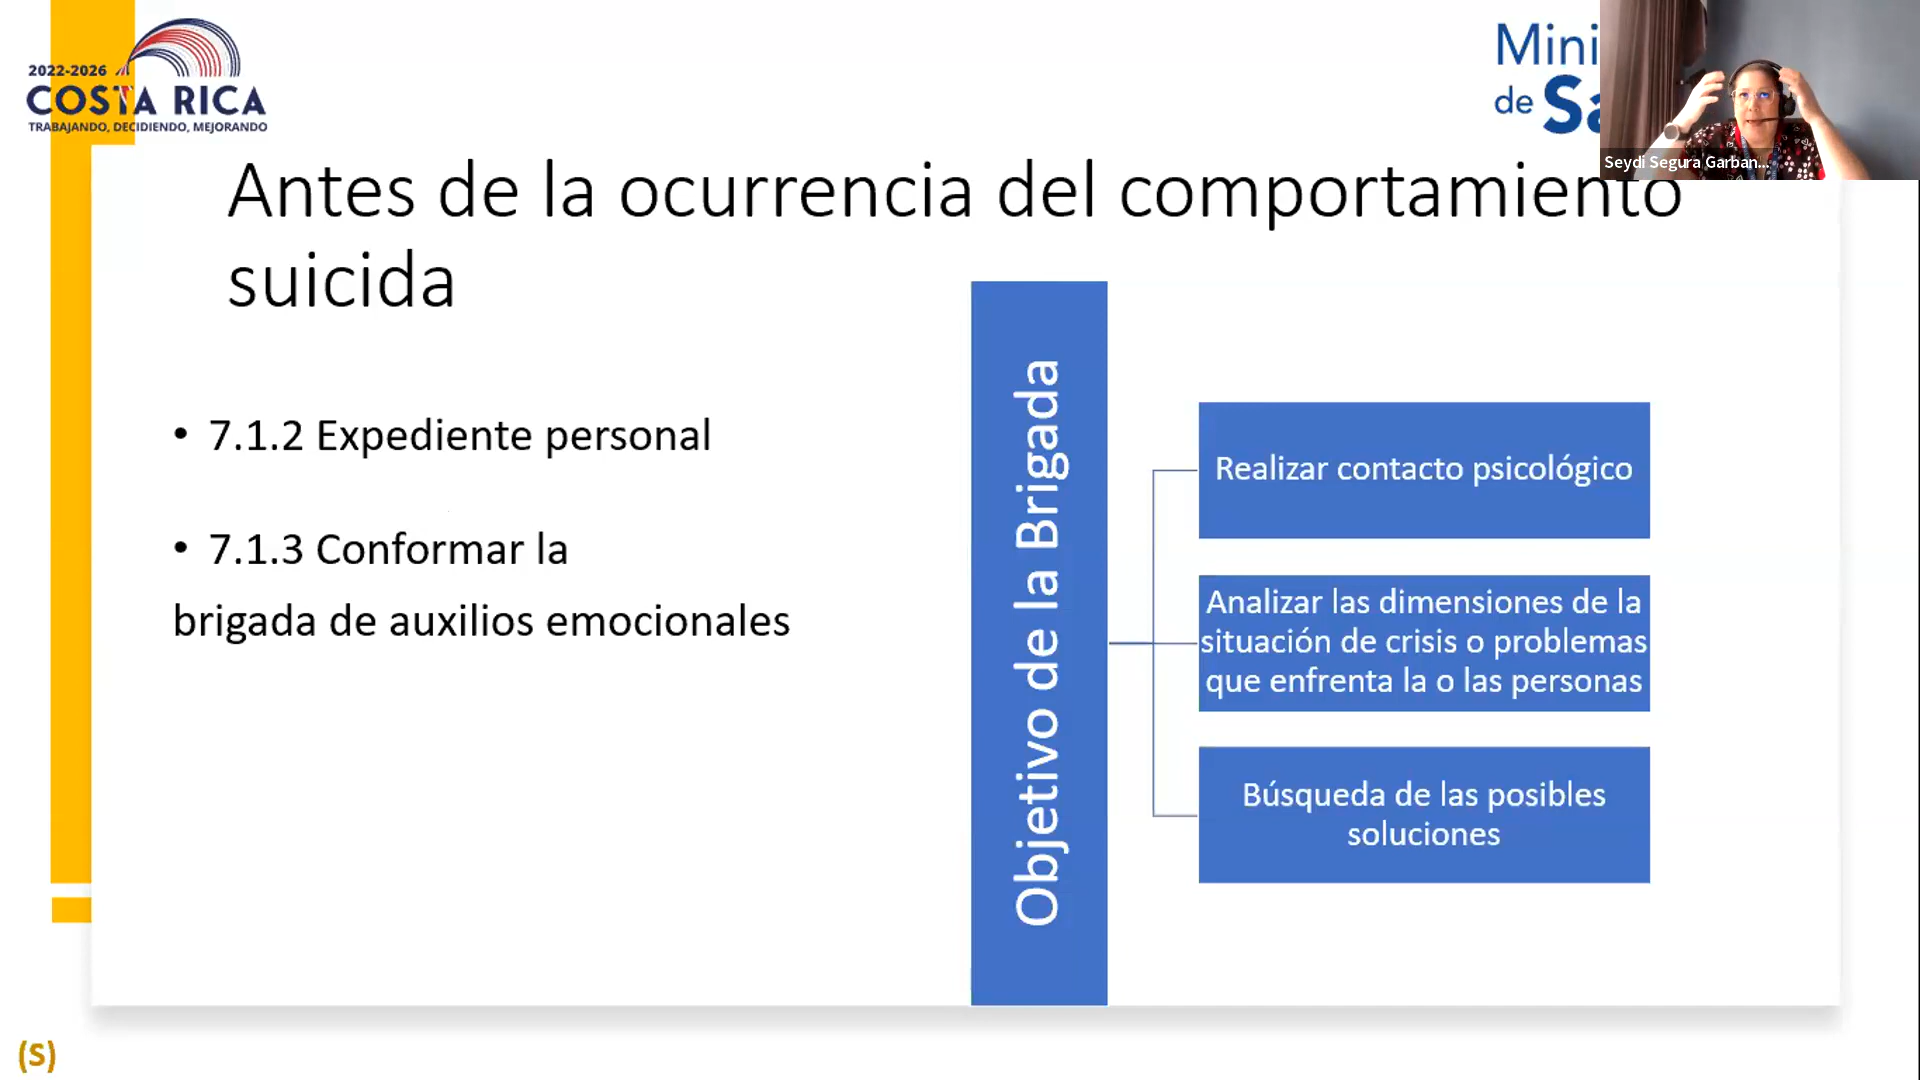 2022-2026
COSTA RICA
TRABAJANDO, DECIDIENDO, MEJORANDO
de
Seydi Segura Garban...
Antes de la ocurrencia del comportamiento
suicida
• 7.1.2 Expediente personal
• 7.1.3 Conformar la
brigada de auxilios emocionales
Objetivo de la Brigada
Realizar contacto psicológico
Analizar las dimensiones de la
situación de crisis o problemas
que enfrenta la o las personas
Búsqueda de las posibles
soluciones
(S)